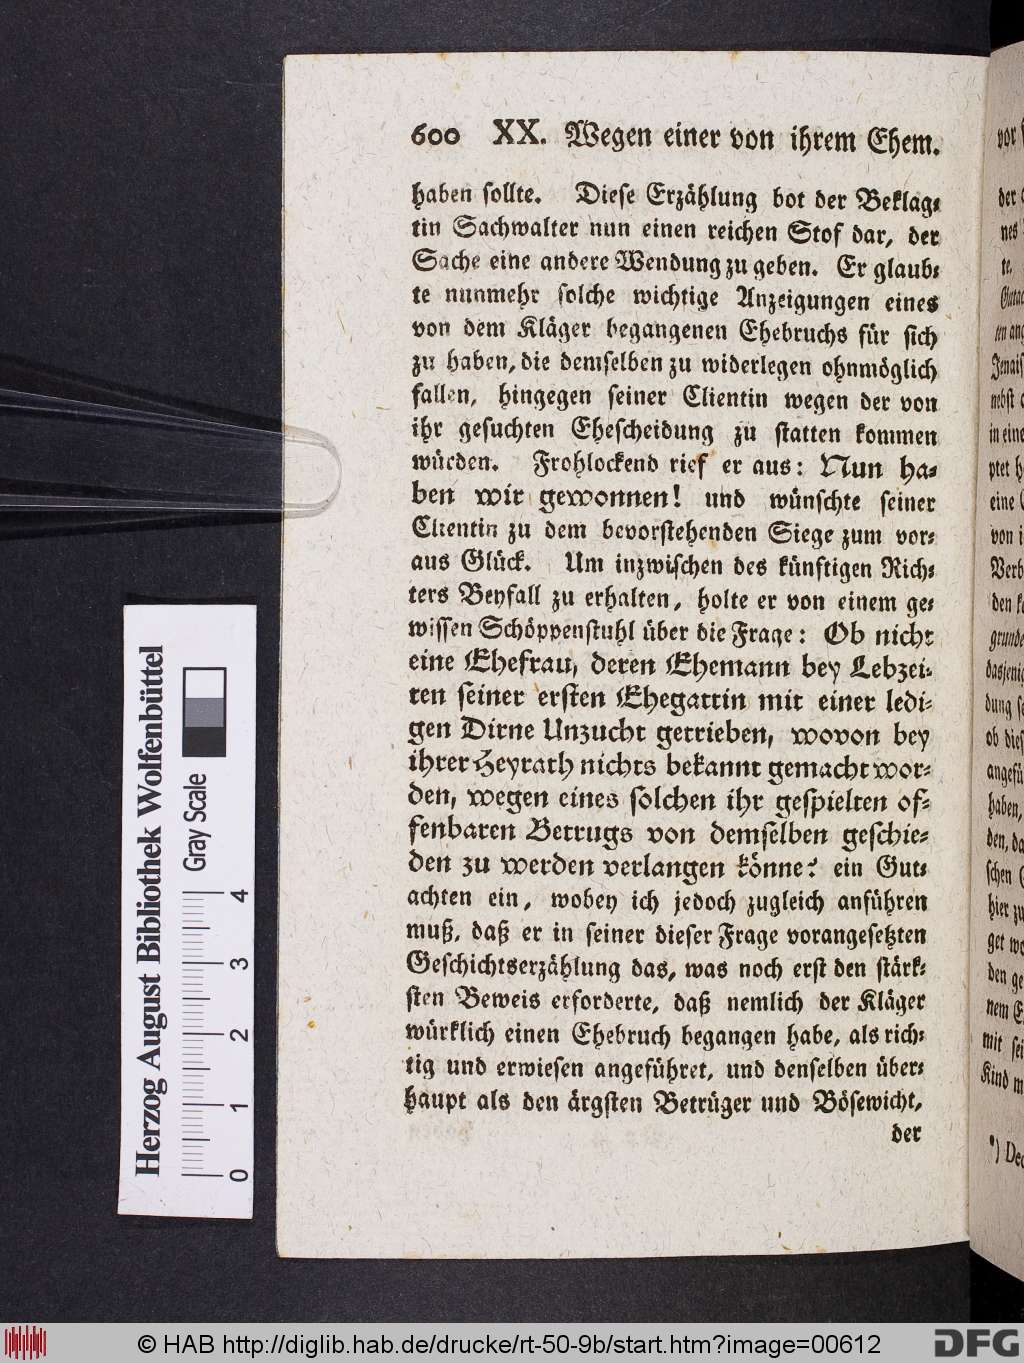 600 XX. Wegen einer von ihrem Ehem.
haben sollte. Diese Erzählung bot der Beklag⸗
tin Sachwalter nun einen reichen Stof dar, der
Sache eine andere Wendung zu geben. Er glaub⸗
te nunmehr solche wichtige Anzeigungen eines
von dem Kläger begangenen Ehebruchs für sich
zu haben, die demselben zu widerlegen ohnmöglich
fallen, hingegen seiner Clientin wegen der von
ihr gesuchten Ehescheidung zu statten kommen
würden. Frohlockend rief er aus: Nun ha⸗
ben wir gewonnen! und wünschte seiner
Clientin zu dem bevorstehenden Siege zum vor⸗
aus Glück. Um inzwischen des künftigen Rich⸗
ters Beyfall zu erhalten, holte er von einem ge⸗
wissen Schöppenstuhl über die Frage: Ob nicht
eine Ehefrau, deren Ehemann bey Lebzei⸗
ten seiner ersten Ehegattin mit einer ledi⸗
gen Dirne Unzucht getrieben, wovon bey
ihrer Heyrath nichts bekannt gemacht wor⸗
den, wegen eines solchen ihr gespielten of⸗
fenbaren Betrugs von demselben geschie⸗
den zu werden verlangen könne? ein Gut⸗
achten ein, wobey ich jedoch zugleich anführen
muß, daß er in seiner dieser Frage vorangesetzten
Geschichtserzählung das, was noch erst den stärk⸗
sten Beweis erforderte, daß nemlich der Kläger
würklich einen Ehebruch begangen habe, als rich⸗
tig und erwiesen angeführet, und denselben über⸗
haupt als den ärgsten Betrüger und Bösewicht,
der
Herzog August Bibliothek Wolfenbüttel
Gray Scale
0 1 2 3 4
© HAB http://diglib.hab.de/drucke/rt-50-9b/start.htm?image=00612
DFG